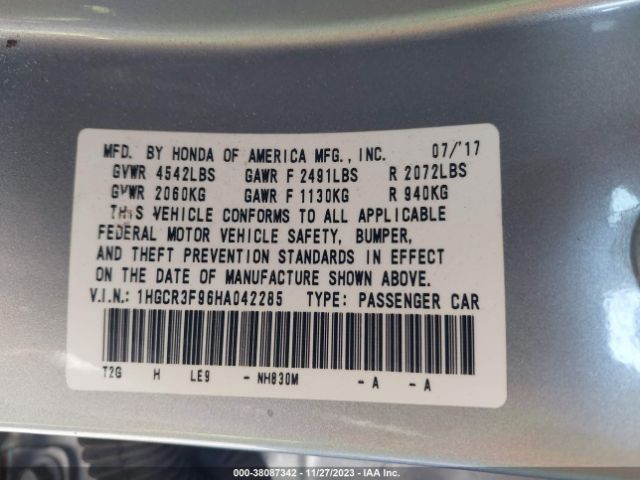 MFD. BY HONDA OF AMERICA MFG., INC. 07/'17
GVWR 4542LBS GAWR F 2491LBS R 2072LBS
GVWR 2060KG GAWR F 1130KG R 940KG
THIS VEHICLE CONFORMS TO ALL APPLICABLE
FEDERAL MOTOR VEHICLE SAFETY, BUMPER,
AND THEFT PREVENTION STANDARDS IN EFFECT
ON THE DATE OF MANUFACTURE SHOWN ABOVE.
V.I.N.: 1HGCR3F96HA042285 TYPE: PASSENGER CAR
T2G H LE9 - NH830M - A - A
000-38087342 - 11/27/2023 - IAA Inc.